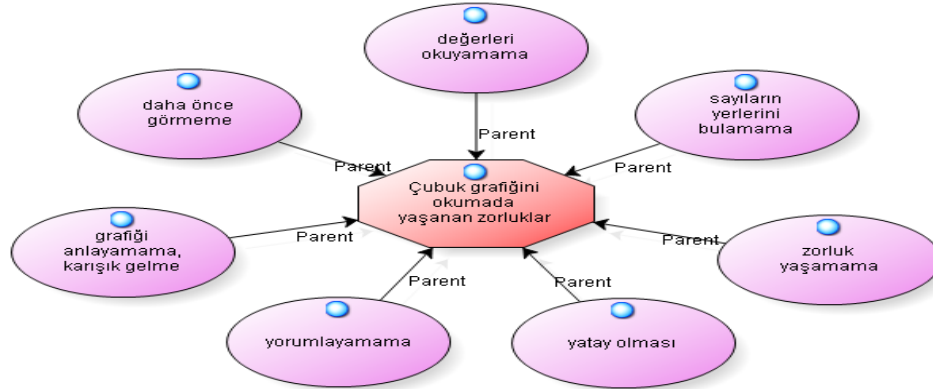 değerleri
okuyamama
daha önce
görmeme
sayıların
yerlerini
bulamama
Parent
Parent
Parent
Çubuk grafiğini
okumada
yaşanan zorluklar
grafiği
anlayamama,
karışık gelme
Parent
Parent
zorluk
yaşamama
Parent
Parent
yorumlayamama
yatay olması